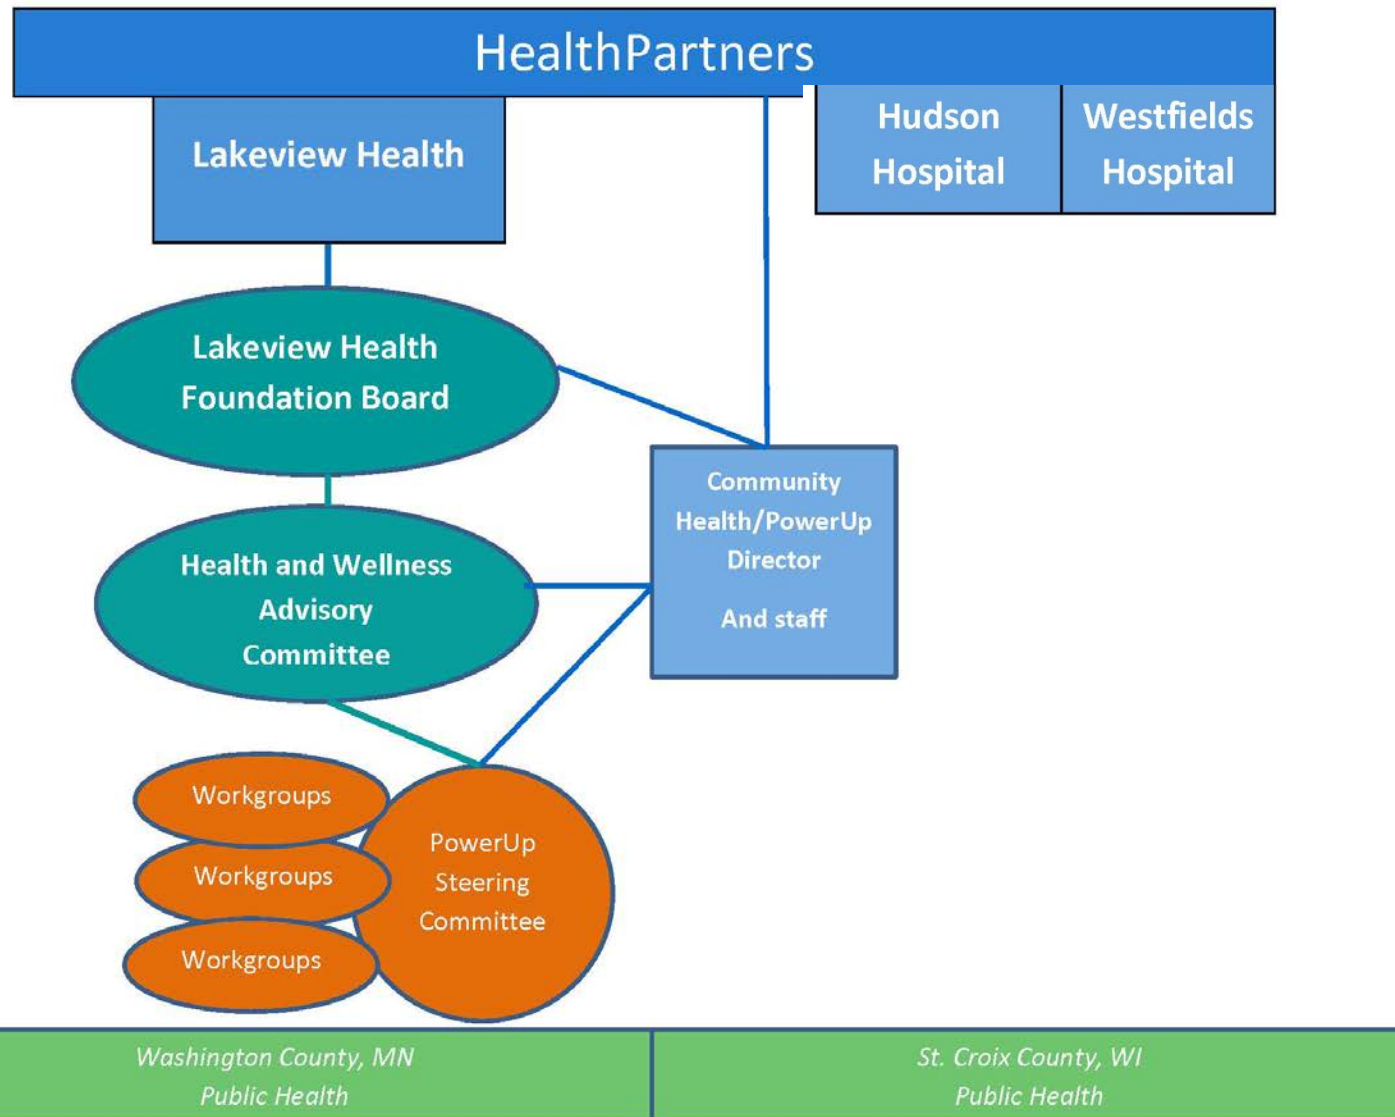 HealthPartners
Lakeview Health
Hudson
Hospital
Westfields
Hospital
Lakeview Health
Foundation Board
Community
Health/PowerUp
Director
And staff
Health and Wellness
Advisory
Committee
Workgroups
Workgroups
Workgroups
PowerUp
Steering
Committee
Washington County, MN
Public Health
St. Croix County, WI
Public Health